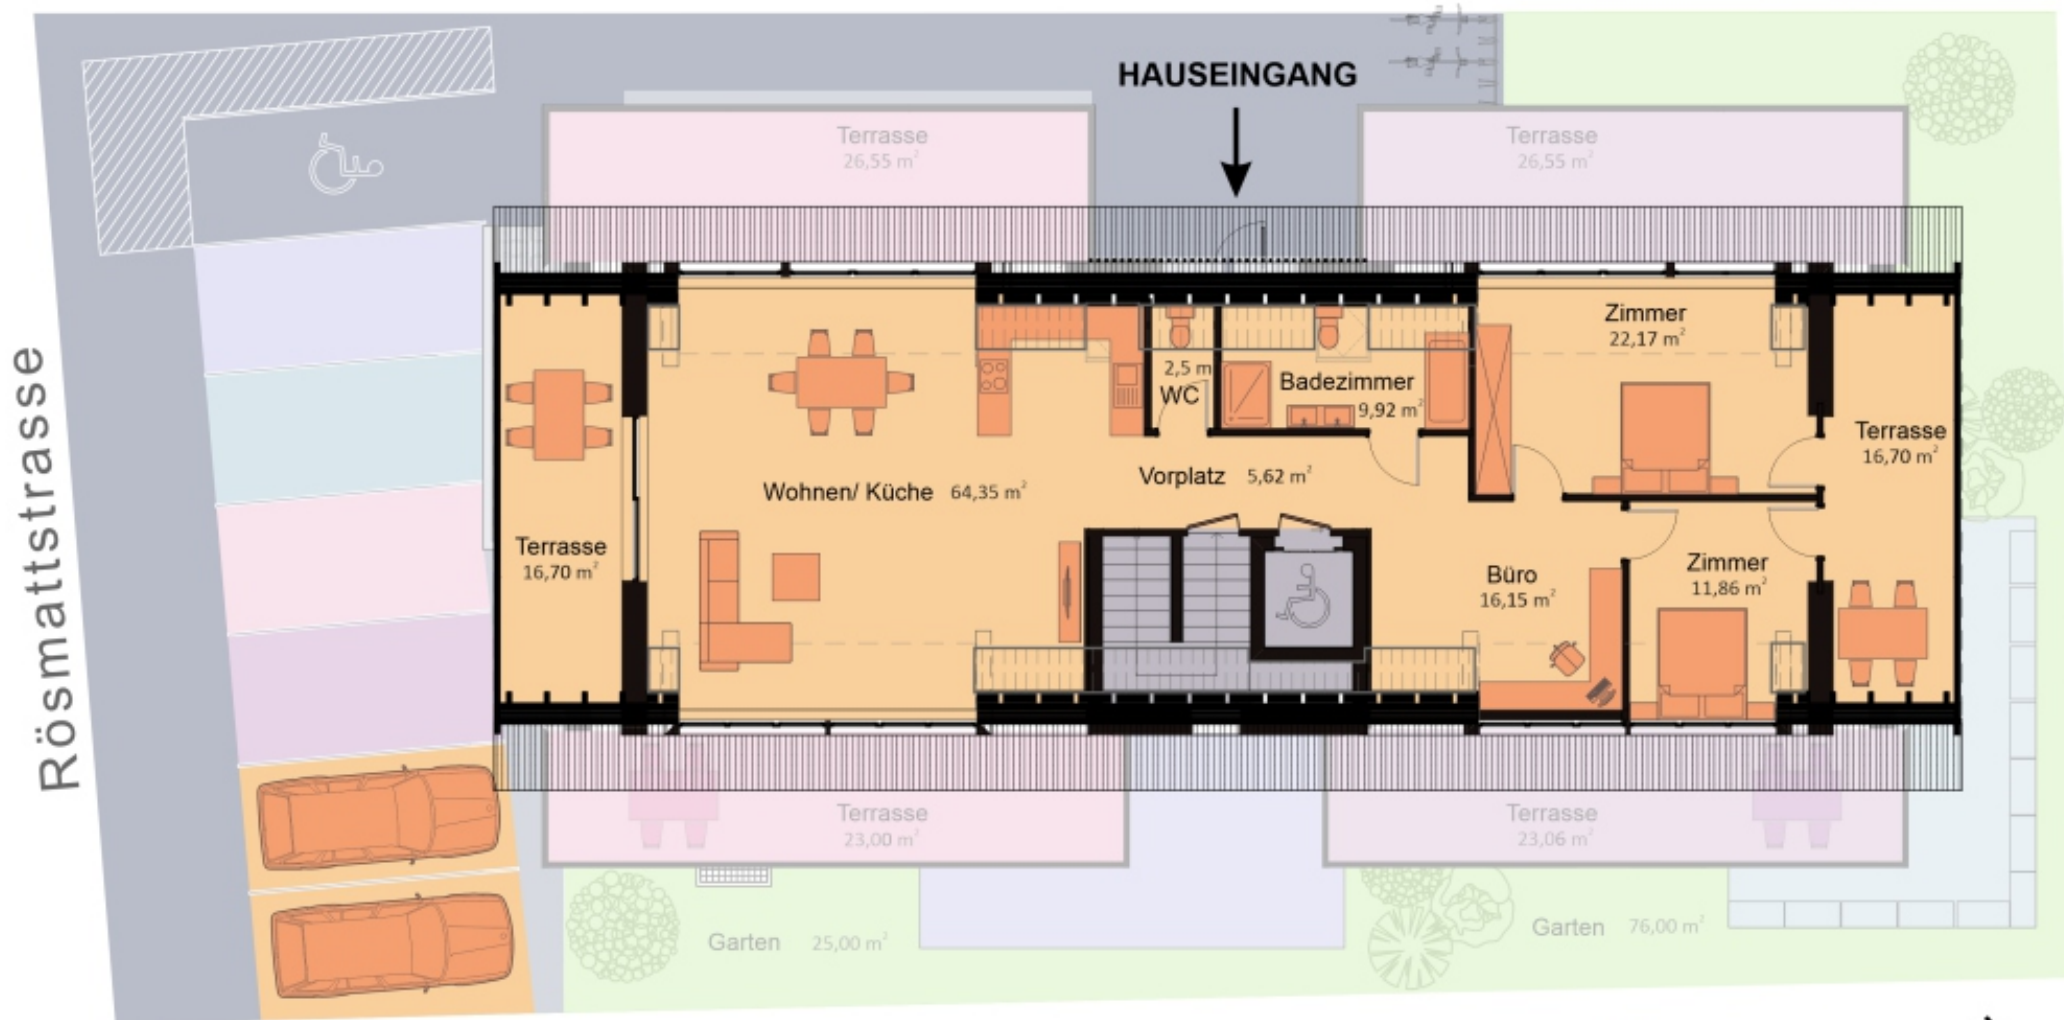 HAUSEINGANG
Terrasse
26,55 m²
Terrasse
26,55 m²
Rösmattstrasse
Zimmer
22,17 m²
2,5 m
WC
Badezimmer
9,92 m²
Terrasse
16,70 m²
Wohnen/ Küche 64,35 m²
Vorplatz 5,62 m²
Terrasse
16,70 m²
Büro
16,15 m²
Zimmer
11,86 m²
Terrasse
23,00 m²
Terrasse
23,06 m²
Garten 25,00 m²
Garten 76,00 m²